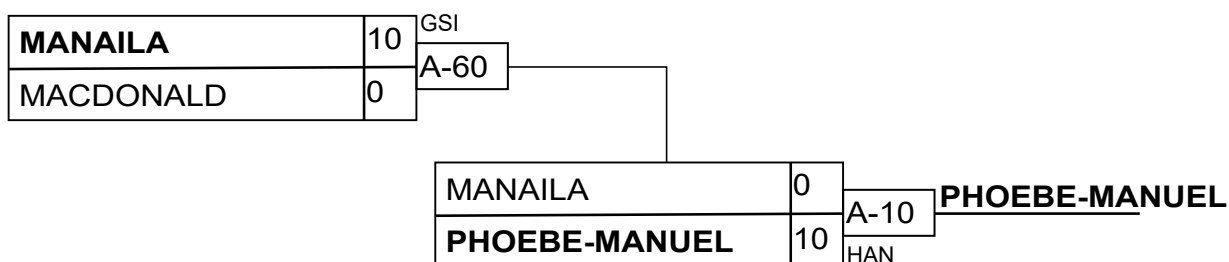 GSI
MANAILA 10
A-60
MACDONALD 0
MANAILA 0
A-10 PHOEBE-MANUEL
PHOEBE-MANUEL 10
HAN